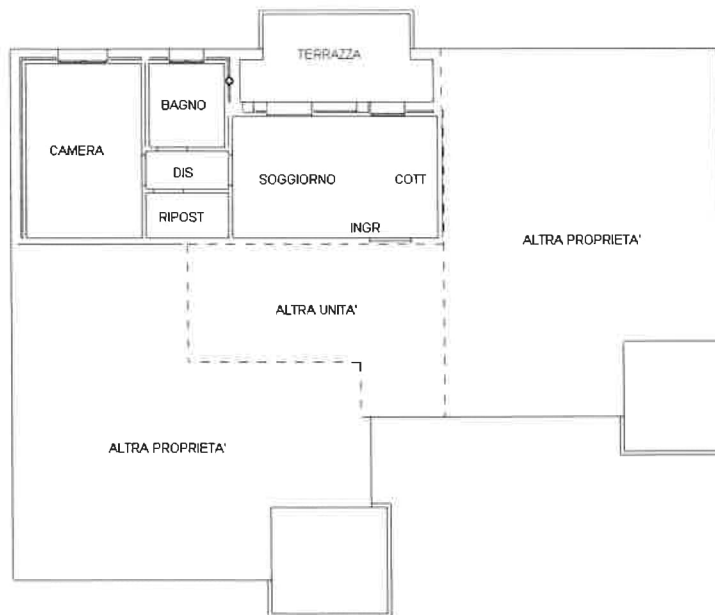 TERRAZZA
BAGNO
CAMERA
DIS
SOGGIORNO
COTT
RIPOST
INGR
ALTRA PROPRIETA'
ALTRA UNITA'
ALTRA PROPRIETA'